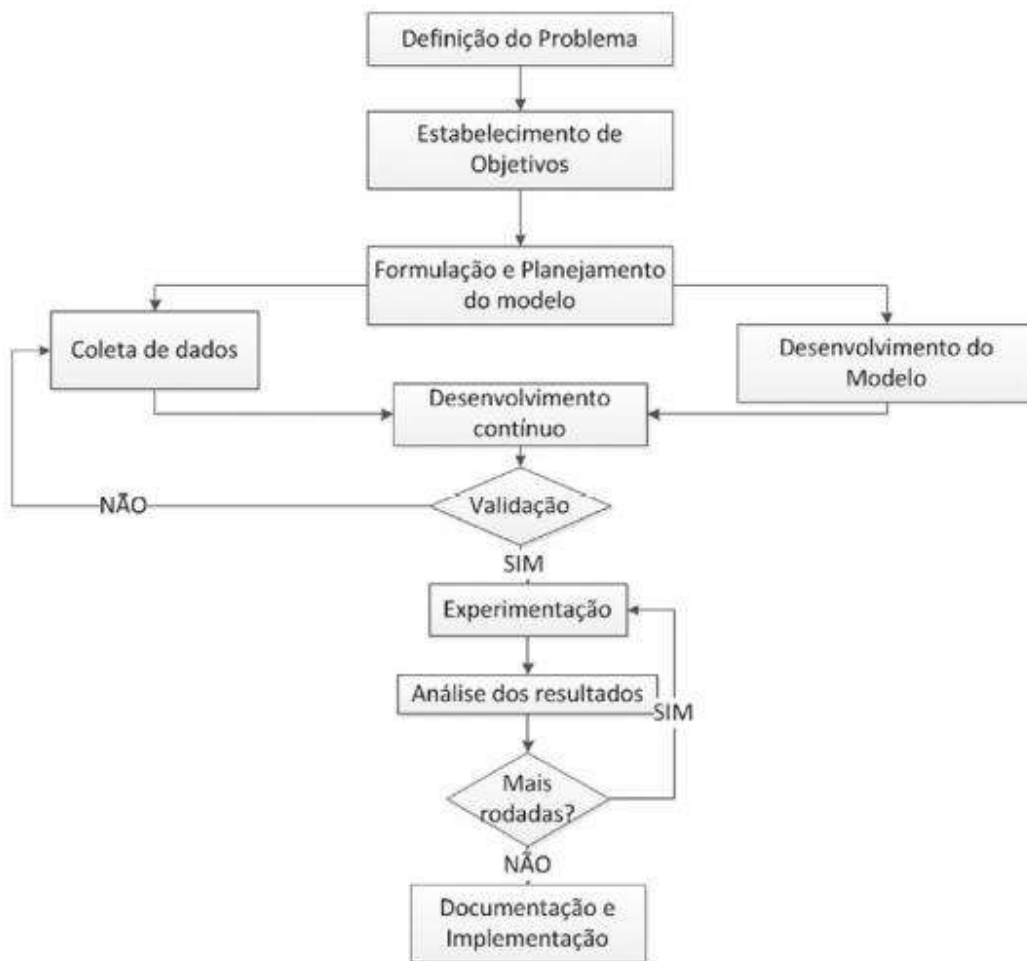 Definição do Problema
Estabelecimento de
Objetivos
Formulação e Planejamento
do modelo
Coleta de dados
Desenvolvimento do
Modelo
Desenvolvimento
contínuo
Validação
NÃO
SIM
Experimentação
Análise dos resultados
SIM
Mais
rodadas?
NÃO
Documentação e
Implementação